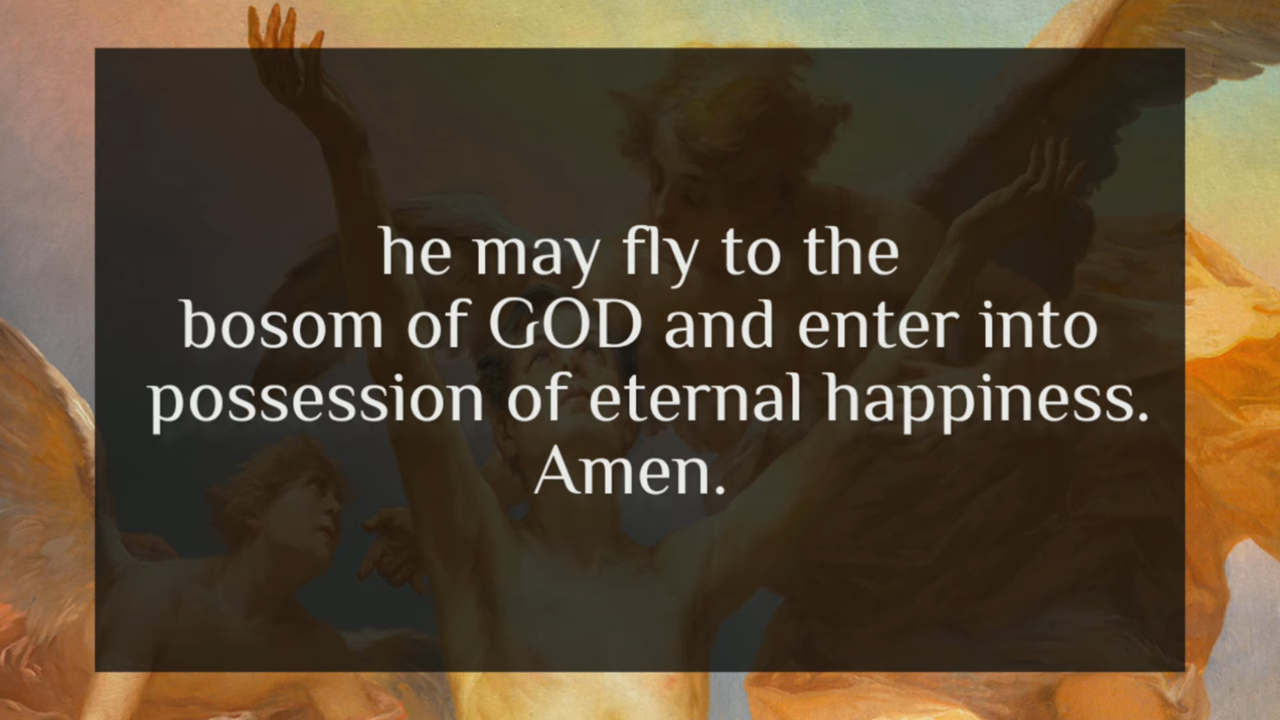 he may fly to the
bosom of GOD and enter into
possession of eternal happiness.
Amen.